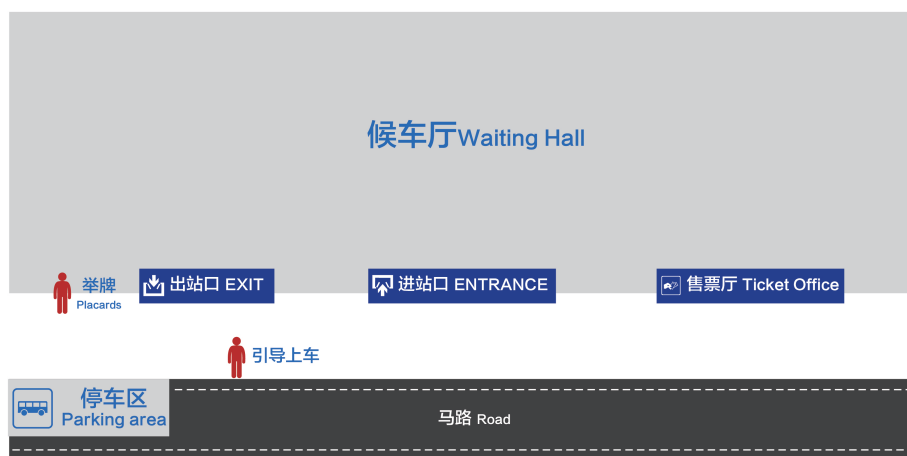 候车厅Waiting Hall
举牌
Placards
出站口 EXIT
进站口 ENTRANCE
售票厅 Ticket Office
引导上车
停车区
Parking area
马路 Road